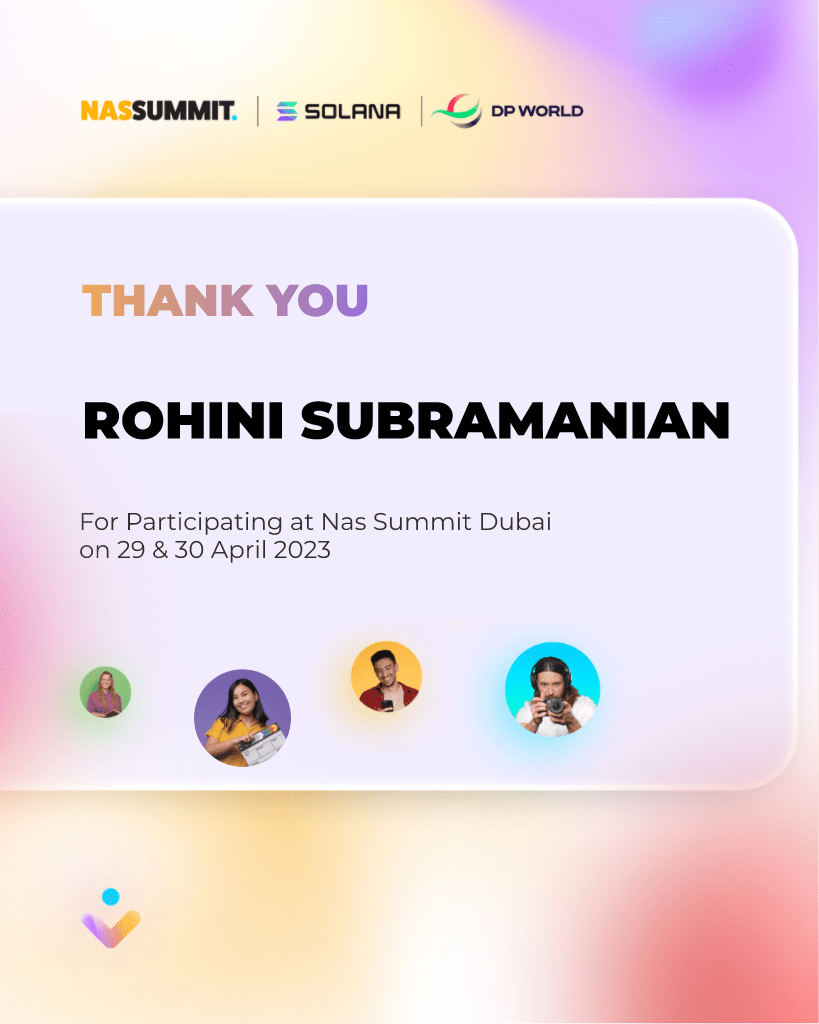 NASSUMMIT.
SOLANA
DP WORLD
THANK YOU
ROHINI SUBRAMANIAN
For Participating at Nas Summit Dubai
on 29 & 30 April 2023